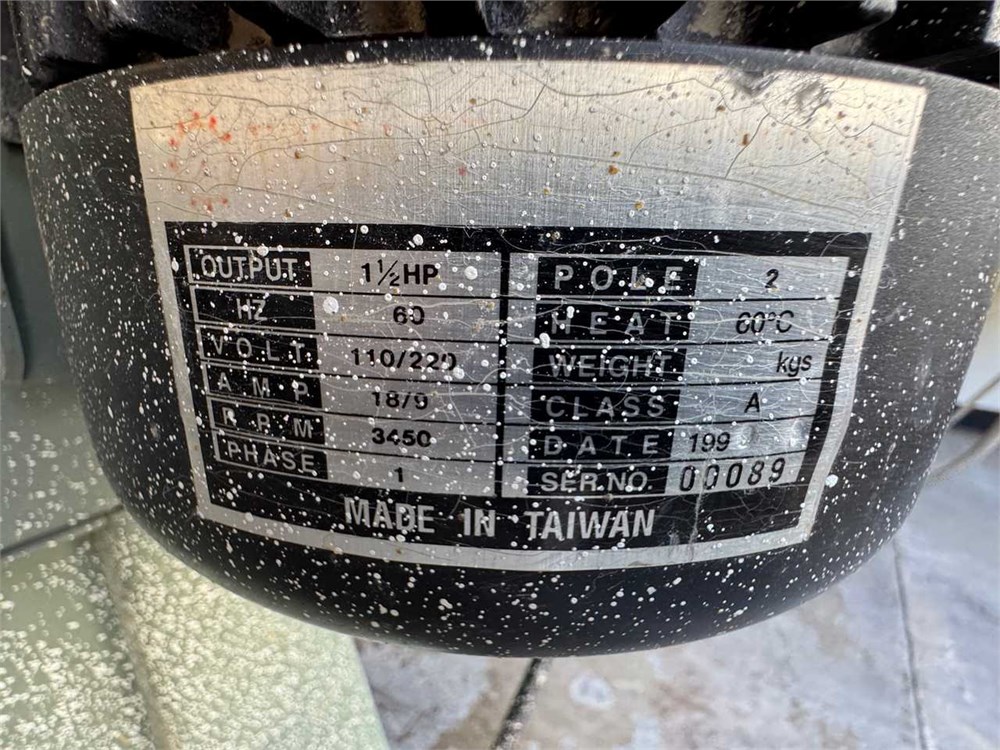 OUTPUT 1½HP
HZ 60
VOLT 110/220
AMP 18/9
RPM 3450
PHASE 1
POLE 2
HEAT 60°C
WEIGHT kgs
CLASS A
DATE 199
SER.NO. 00089
MADE IN TAIWAN